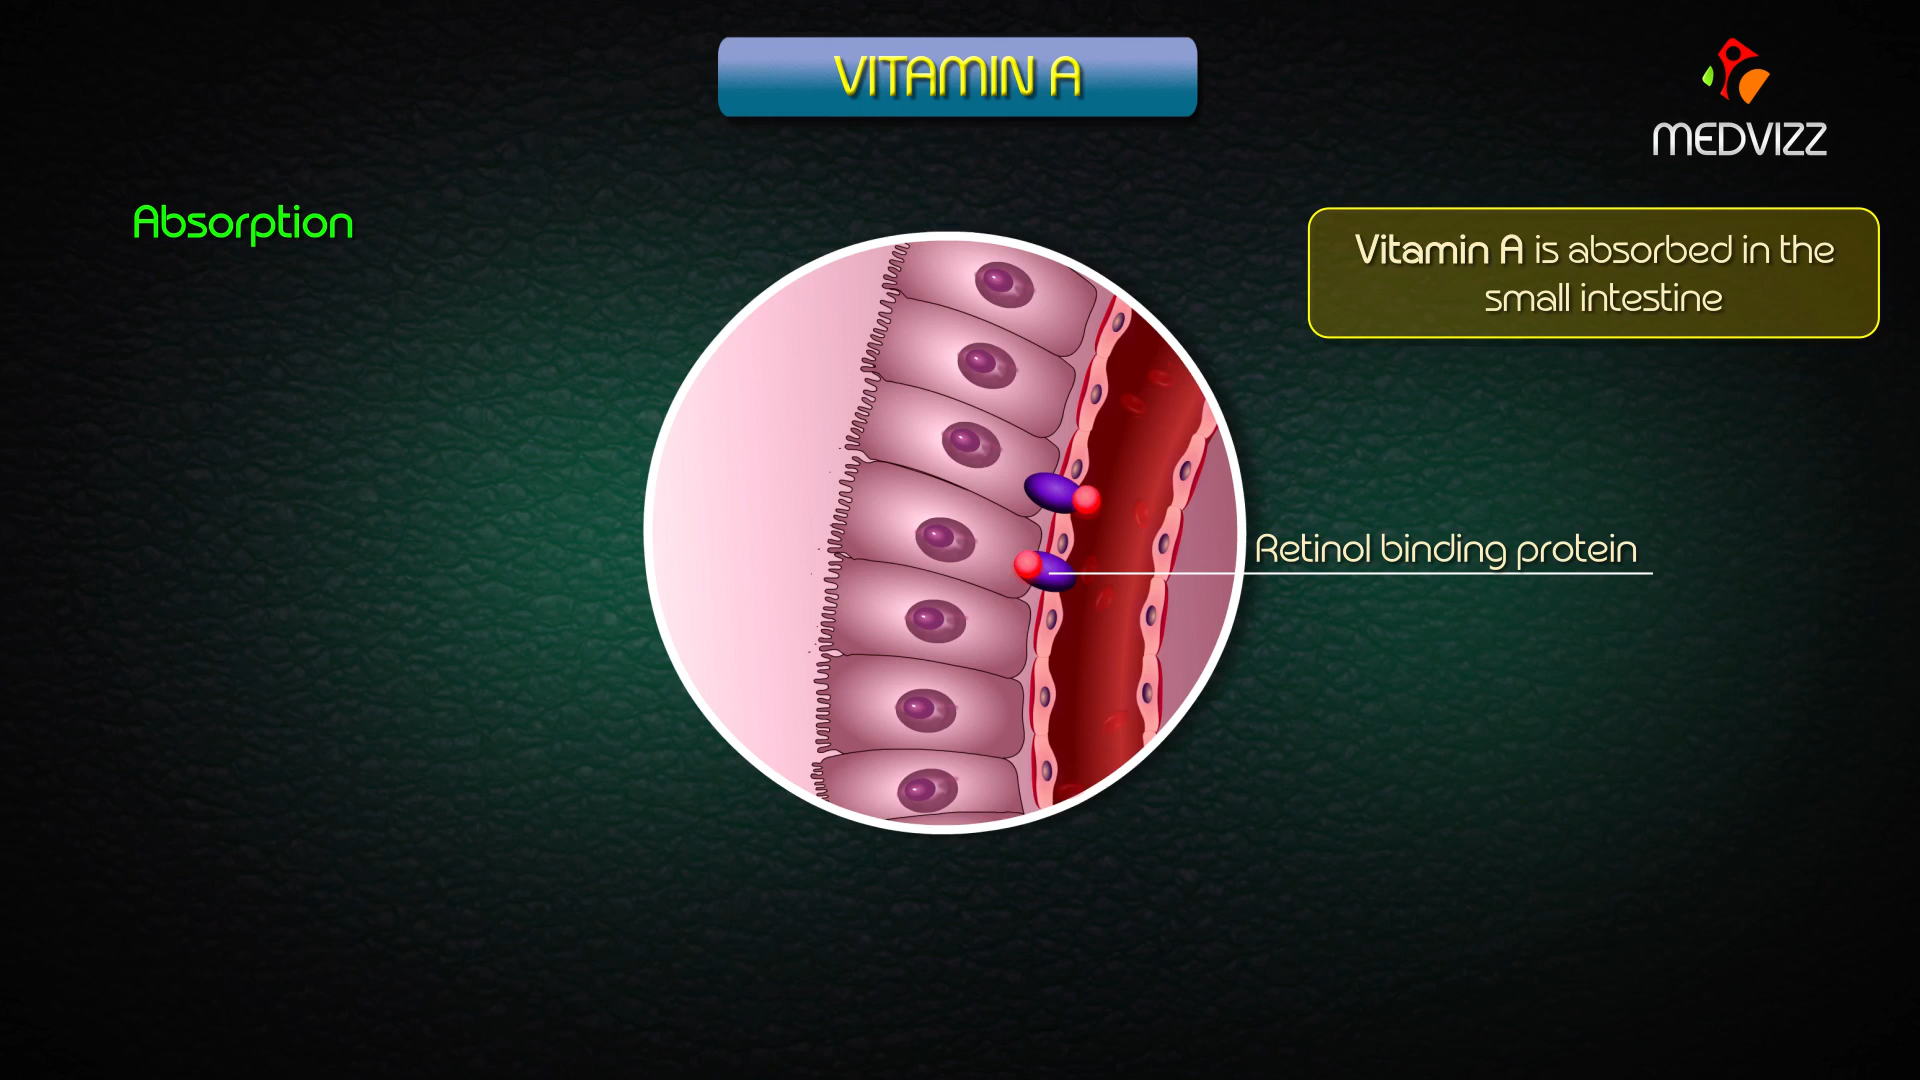 VITAMIN A
MEDVIZZ
Absorption
Vitamin A is absorbed in the
small intestine
Retinol binding protein